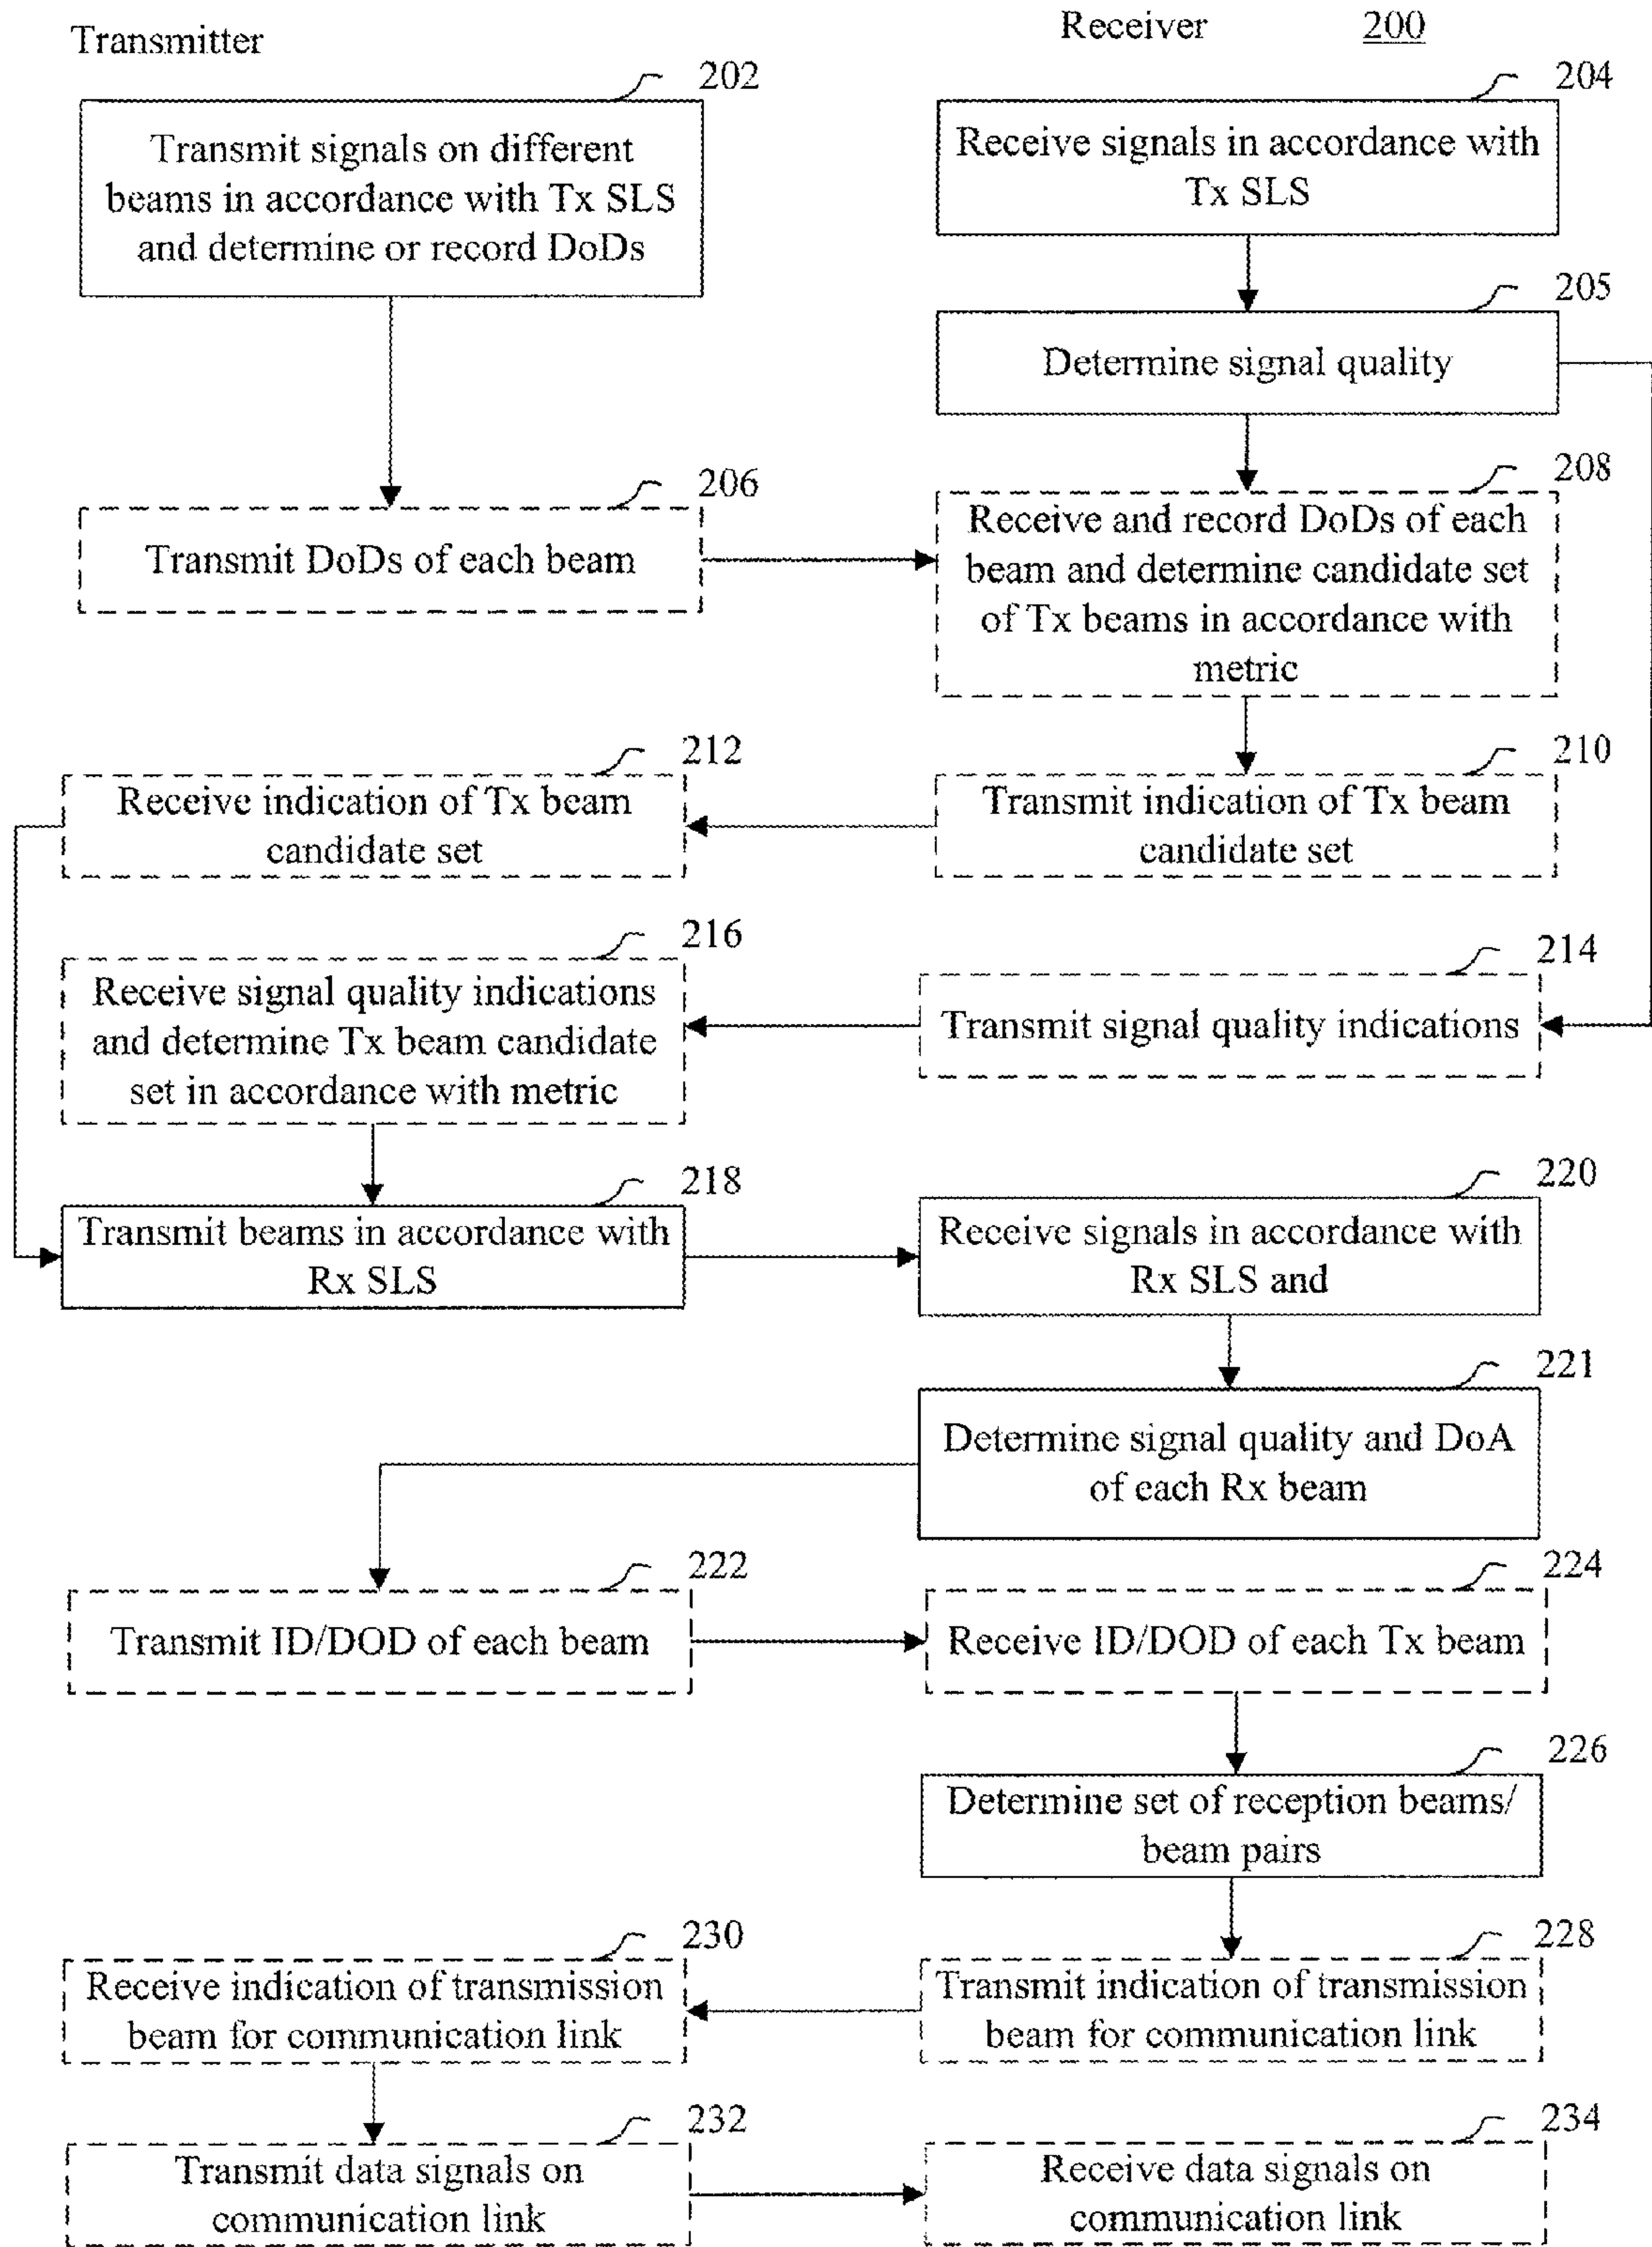 Transmitter
Receiver
200
202
Transmit signals on different
beams in accordance with Tx SLS
and determine or record DoDs
204
Receive signals in accordance with
Tx SLS
205
Determine signal quality
206
Transmit DoDs of each beam
208
Receive and record DoDs of each
beam and determine candidate set
of Tx beams in accordance with
metric
212
Receive indication of Tx beam
candidate set
210
Transmit indication of Tx beam
candidate set
216
Receive signal quality indications
and determine Tx beam candidate
set in accordance with metric
214
Transmit signal quality indications
218
Transmit beams in accordance with
Rx SLS
220
Receive signals in accordance with
Rx SLS and
221
Determine signal quality and DoA
of each Rx beam
222
Transmit ID/DOD of each beam
224
Receive ID/DOD of each Tx beam
226
Determine set of reception beams/
beam pairs
230
Receive indication of transmission
beam for communication link
228
Transmit indication of transmission
beam for communication link
232
Transmit data signals on
communication link
234
Receive data signals on
communication link